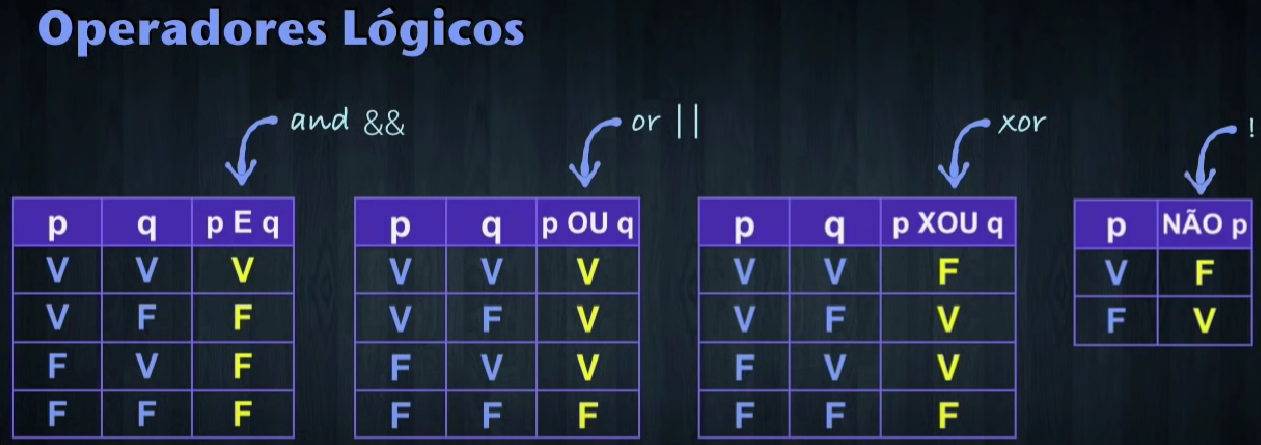 Operadores Lógicos
and && or || xor !
p q p E q p q p OU q p q p XOU q p NÃO p
V V V V V V V V F V F
V F F V F V V F V F V
F V F F V V F V V
F F F F F F F F F